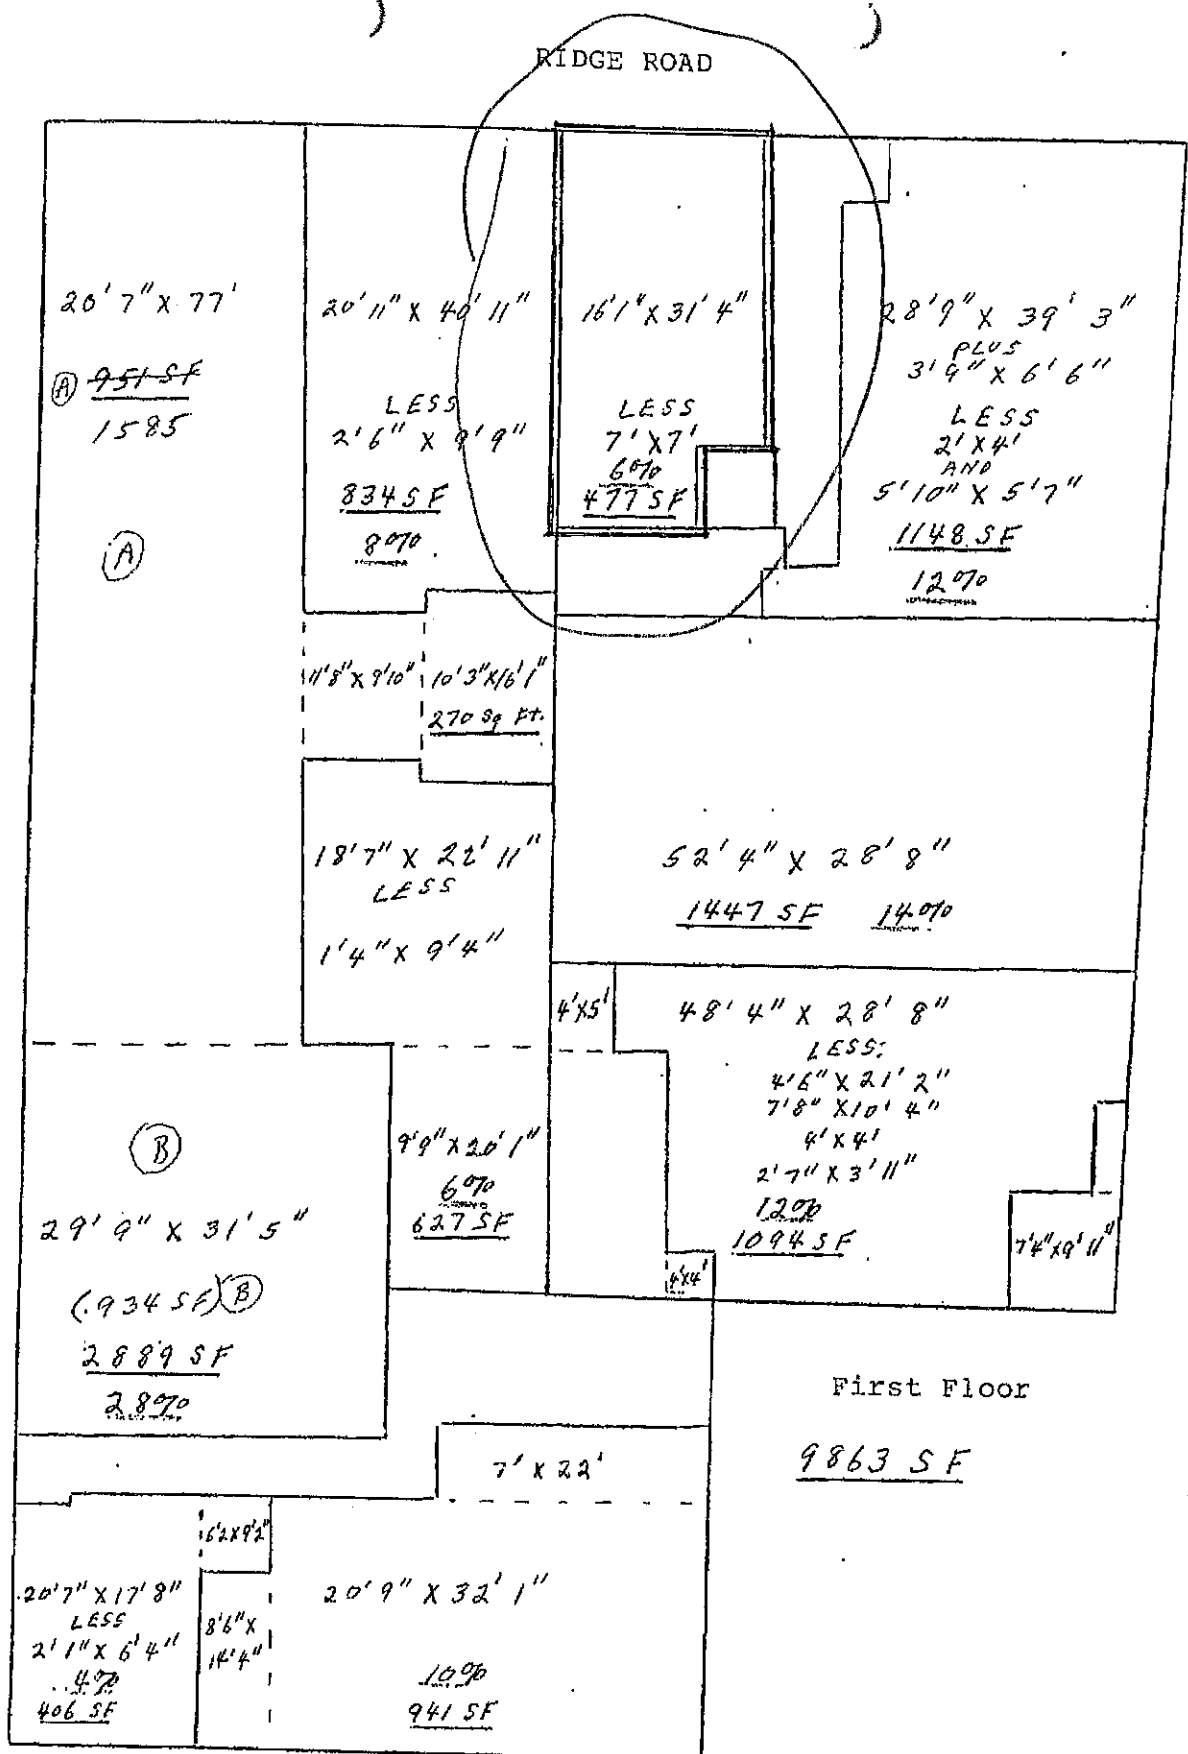 RIDGE ROAD
20'7" X 77'
(A) 951 SF
1585
(A)
20'11" X 40'11"
LESS
2'6" X 9'9"
834 SF
8%
16'1" X 31'4"
LESS
7' X 7'
6%
477 SF
28'9" X 39'3"
PLUS
3'9" X 6'6"
LESS
2' X 4'
AND
5'10" X 5'7"
1148 SF
12%
11'8" X 9'10"
10'3" X 16'1"
270 Sq Ft.
18'7" X 22'11"
LESS
1'4" X 9'4"
52'4" X 28'8"
1447 SF 14%
4' X 5'
48'4" X 28'8"
LESS:
4'6" X 21'2"
7'8" X 10'4"
4' X 4'
2'7" X 3'11"
12%
1094 SF
7'4" X 9'11"
4' X 4'
9'9" X 20'1"
6%
627 SF
(B)
29'9" X 31'5"
(934 SF) (B)
2889 SF
28%
First Floor
9863 SF
7' X 22'
6'2 X 9'2"
20'7" X 17'8"
LESS
2'1" X 6'4"
4%
406 SF
8'6" X
14'4"
20'9" X 32'1"
10%
941 SF